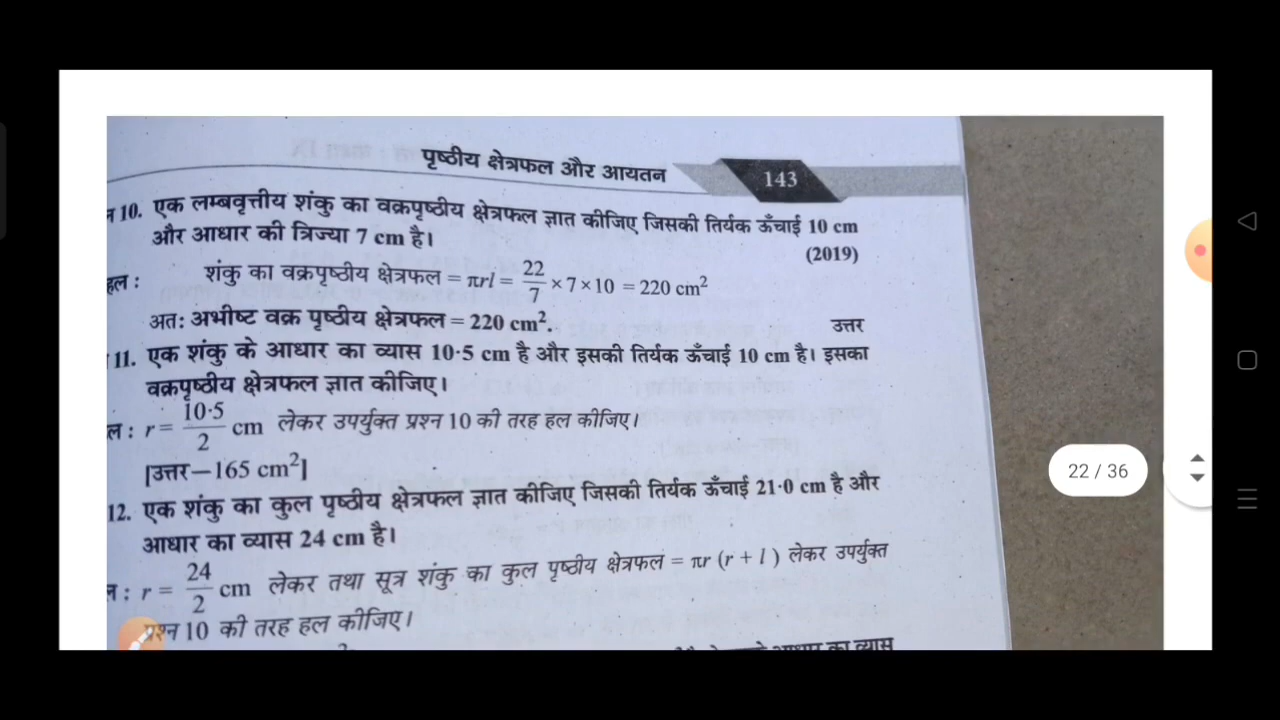 पृष्ठीय क्षेत्रफल और आयतन 143
10. एक लम्बवृत्तीय शंकु का वक्रपृष्ठीय क्षेत्रफल ज्ञात कीजिए जिसकी तिर्यक ऊँचाई 10 cm
और आधार की त्रिज्या 7 cm है।
(2019)
हल : शंकु का वक्रपृष्ठीय क्षेत्रफल = πrl = 22/7 × 7 × 10 = 220 cm²
अतः अभीष्ट वक्र पृष्ठीय क्षेत्रफल = 220 cm². उत्तर
11. एक शंकु के आधार का व्यास 10·5 cm है और इसकी तिर्यक ऊँचाई 10 cm है। इसका
वक्रपृष्ठीय क्षेत्रफल ज्ञात कीजिए।
ल : r = 10·5/2 cm लेकर उपर्युक्त प्रश्न 10 की तरह हल कीजिए।
[उत्तर—165 cm²]
12. एक शंकु का कुल पृष्ठीय क्षेत्रफल ज्ञात कीजिए जिसकी तिर्यक ऊँचाई 21·0 cm है और
आधार का व्यास 24 cm है।
: r = 24/2 cm लेकर तथा सूत्र शंकु का कुल पृष्ठीय क्षेत्रफल = πr (r + l) लेकर उपर्युक्त
प्रश्न 10 की तरह हल कीजिए।
आधार का व्यास
22 / 36